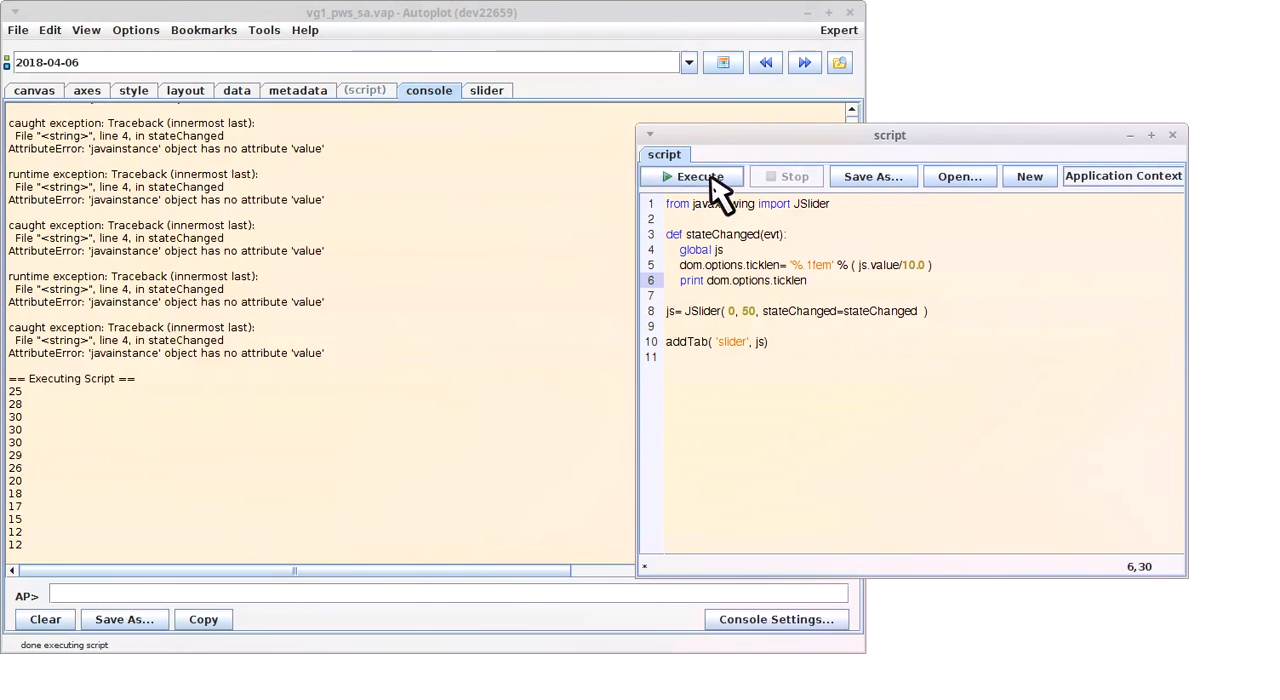 vg1_pws_sa.vap - Autoplot (dev22659)
File Edit View Options Bookmarks Tools Help Expert
2018-04-06
canvas axes style layout data metadata (script) console slider
caught exception: Traceback (innermost last):
File "<string>", line 4, in stateChanged
AttributeError: 'javainstance' object has no attribute 'value'
runtime exception: Traceback (innermost last):
File "<string>", line 4, in stateChanged
AttributeError: 'javainstance' object has no attribute 'value'
caught exception: Traceback (innermost last):
File "<string>", line 4, in stateChanged
AttributeError: 'javainstance' object has no attribute 'value'
runtime exception: Traceback (innermost last):
File "<string>", line 4, in stateChanged
AttributeError: 'javainstance' object has no attribute 'value'
caught exception: Traceback (innermost last):
File "<string>", line 4, in stateChanged
AttributeError: 'javainstance' object has no attribute 'value'
== Executing Script ==
25
28
30
30
30
29
26
20
18
17
15
12
12
AP>
Clear Save As... Copy Console Settings...
done executing script
script
script
Execute Stop Save As... Open... New Application Context
1 from javax wing import JSlider
2
3 def stateChanged(evt):
4 global js
5 dom.options.ticklen= '%.1fem' % ( js.value/10.0 )
6 print dom.options.ticklen
7
8 js= JSlider( 0, 50, stateChanged=stateChanged )
9
10 addTab( 'slider', js)
11
* 6,30